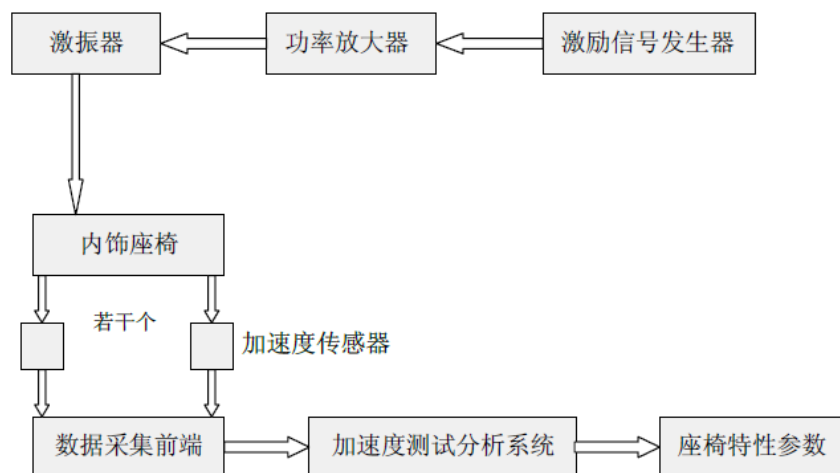 激振器 功率放大器 激励信号发生器
内饰座椅
若干个
加速度传感器
数据采集前端 加速度测试分析系统 座椅特性参数